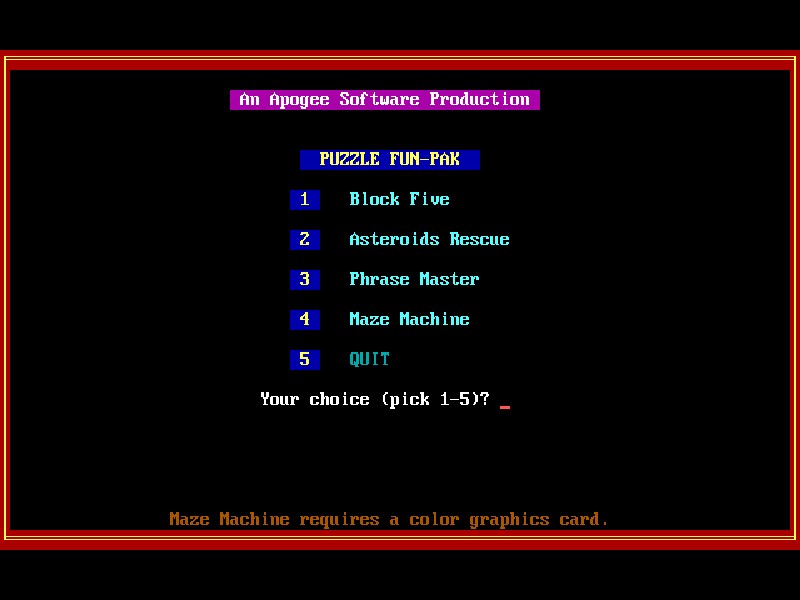 An Apogee Software Production
PUZZLE FUN-PAK
1 Block Five
2 Asteroids Rescue
3 Phrase Master
4 Maze Machine
5 QUIT
Your choice (pick 1-5)? _
Maze Machine requires a color graphics card.